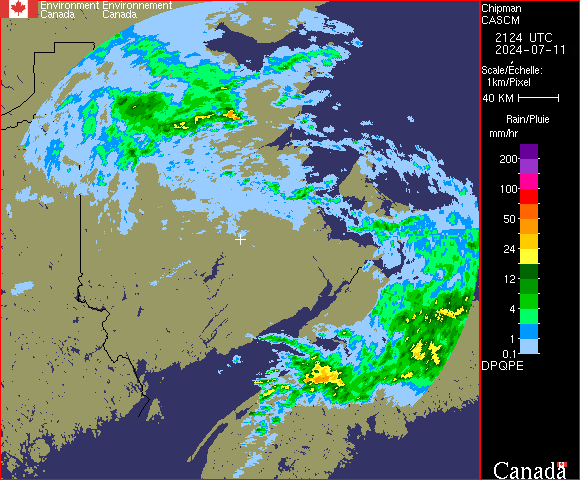 Environment Environnement
Canada Canada
Chipman
CASCM
2124 UTC
2024-07-11
Scale/Échelle:
1km/Pixel
40 KM
Rain/Pluie
mm/hr
200
100
50
24
12
4
1
0.1
DPQPE
Canada